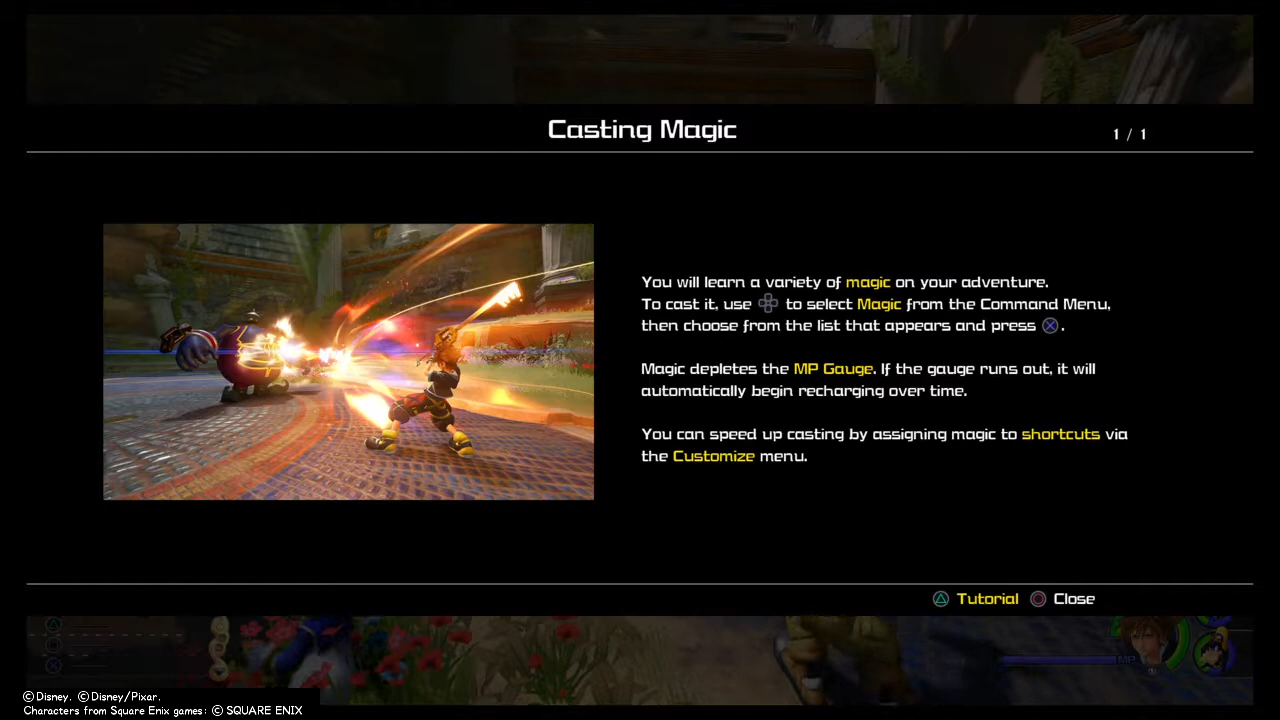 Casting Magic
1 / 1
You will learn a variety of magic on your adventure.
To cast it, use to select Magic from the Command Menu,
then choose from the list that appears and press .
Magic depletes the MP Gauge. If the gauge runs out, it will
automatically begin recharging over time.
You can speed up casting by assigning magic to shortcuts via
the Customize menu.
Tutorial Close
MP
©Disney. ©Disney/Pixar.
Characters from Square Enix games: © SQUARE ENIX